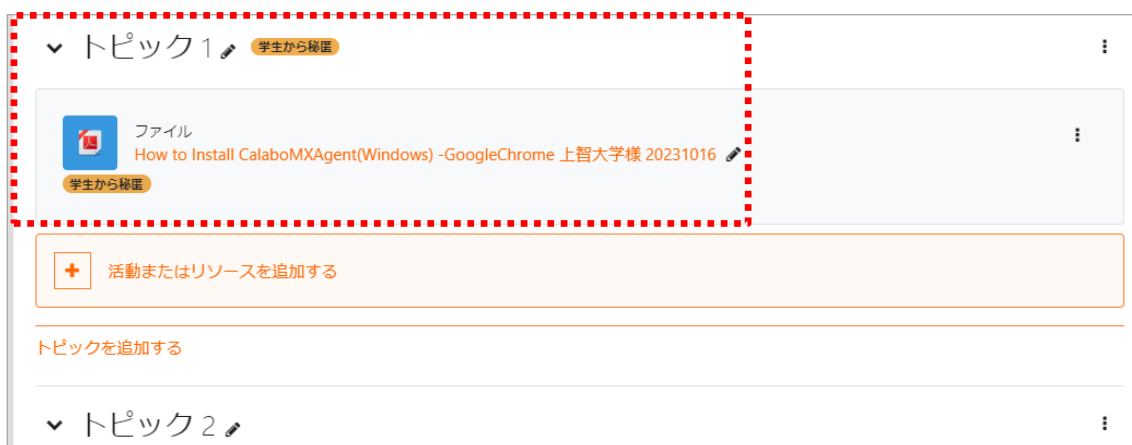 トピック 1 学生から秘匿
ファイル
How to Install CalaboMXAgent(Windows) -GoogleChrome 上智大学様 20231016
学生から秘匿
活動またはリソースを追加する
トピックを追加する
トピック 2